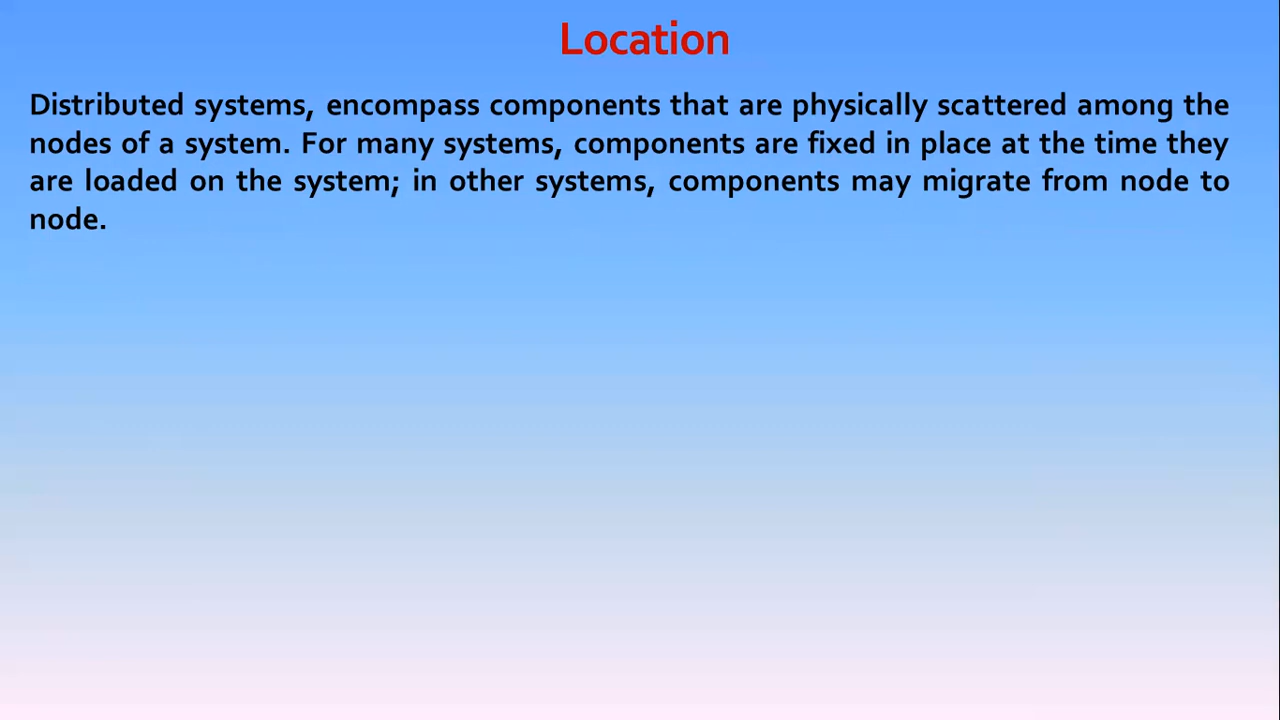 Location
Distributed systems, encompass components that are physically scattered among the
nodes of a system. For many systems, components are fixed in place at the time they
are loaded on the system; in other systems, components may migrate from node to
node.